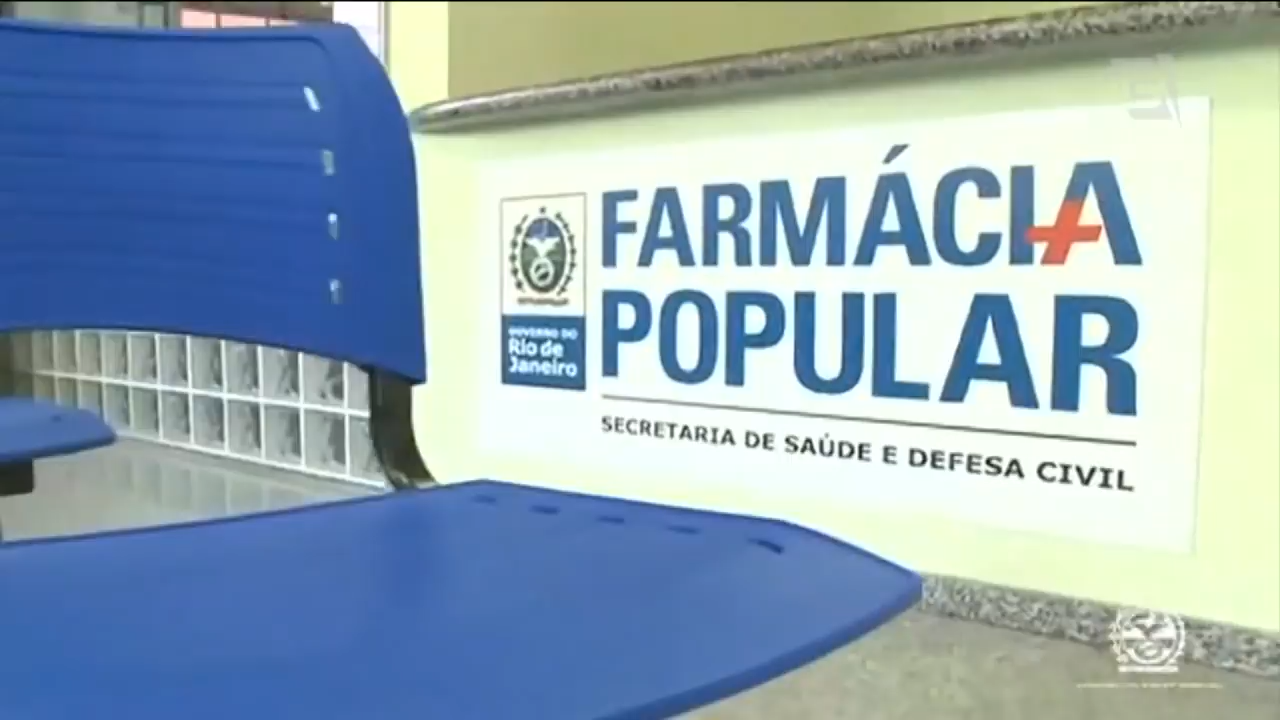 FARMÁCIA
POPULAR
GOVERNO DO
Rio de
Janeiro
SECRETARIA DE SAÚDE E DEFESA CIVIL